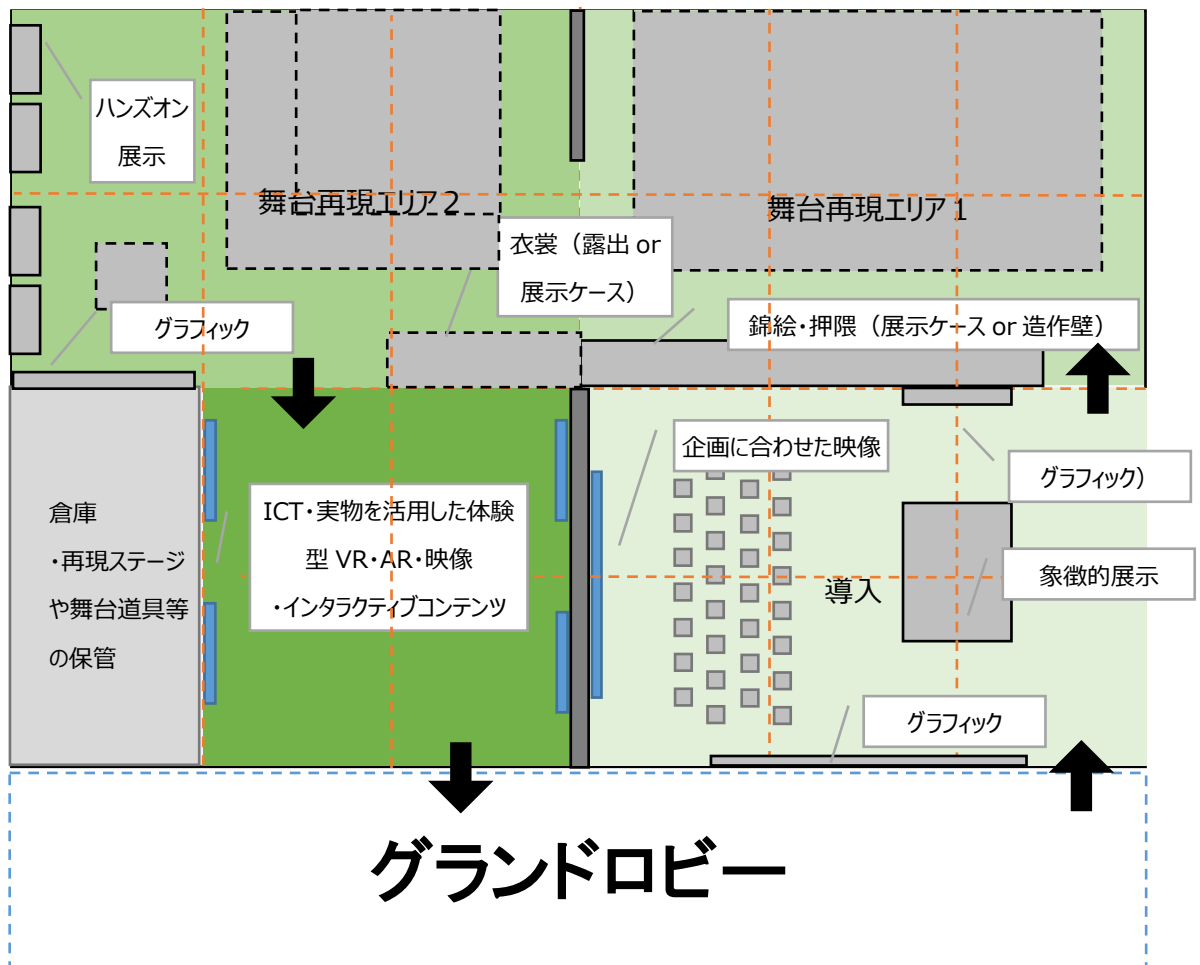 ハンズオン
展示
舞台再現エリア２
舞台再現エリア１
衣裳（露出 or
展示ケース）
グラフィック
錦絵・押隈（展示ケース or 造作壁）
企画に合わせた映像
グラフィック）
倉庫
・再現ステージ
や舞台道具等
の保管
ICT・実物を活用した体験
型 VR・AR・映像
・インタラクティブコンテンツ
導入
象徴的展示
グラフィック
グランドロビー